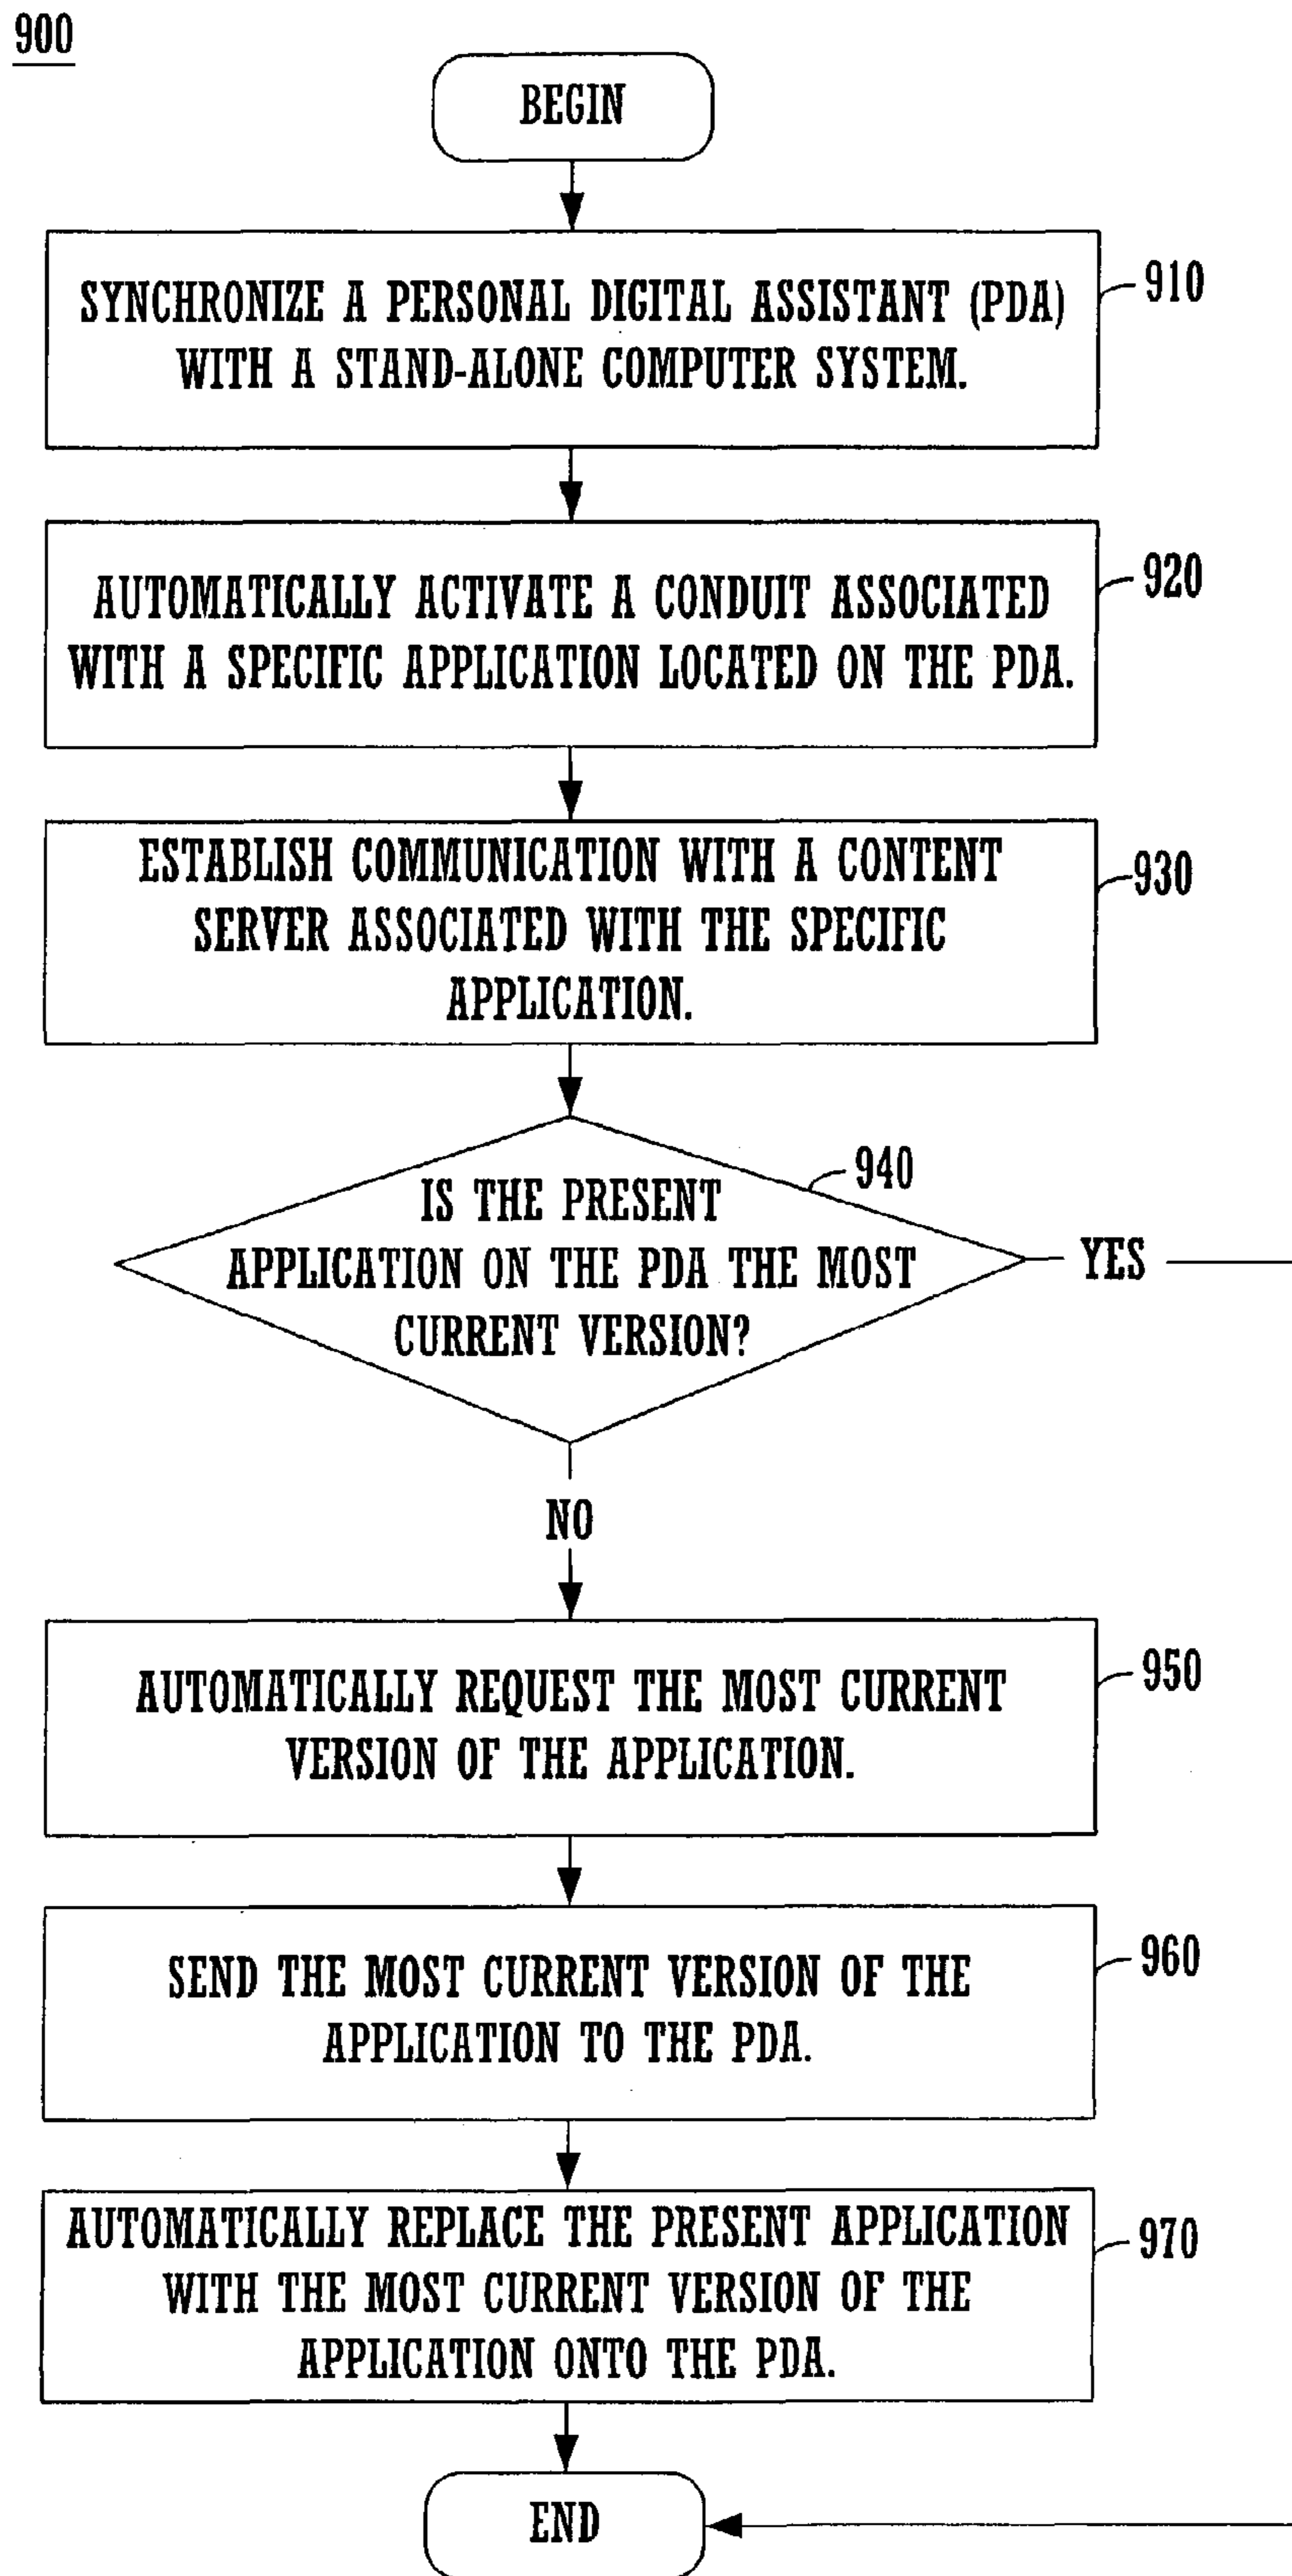 900
BEGIN
SYNCHRONIZE A PERSONAL DIGITAL ASSISTANT (PDA)
WITH A STAND-ALONE COMPUTER SYSTEM.
910
AUTOMATICALLY ACTIVATE A CONDUIT ASSOCIATED
WITH A SPECIFIC APPLICATION LOCATED ON THE PDA.
920
ESTABLISH COMMUNICATION WITH A CONTENT
SERVER ASSOCIATED WITH THE SPECIFIC
APPLICATION.
930
940
IS THE PRESENT
APPLICATION ON THE PDA THE MOST
CURRENT VERSION?
YES
NO
AUTOMATICALLY REQUEST THE MOST CURRENT
VERSION OF THE APPLICATION.
950
SEND THE MOST CURRENT VERSION OF THE
APPLICATION TO THE PDA.
960
AUTOMATICALLY REPLACE THE PRESENT APPLICATION
WITH THE MOST CURRENT VERSION OF THE
APPLICATION ONTO THE PDA.
970
END